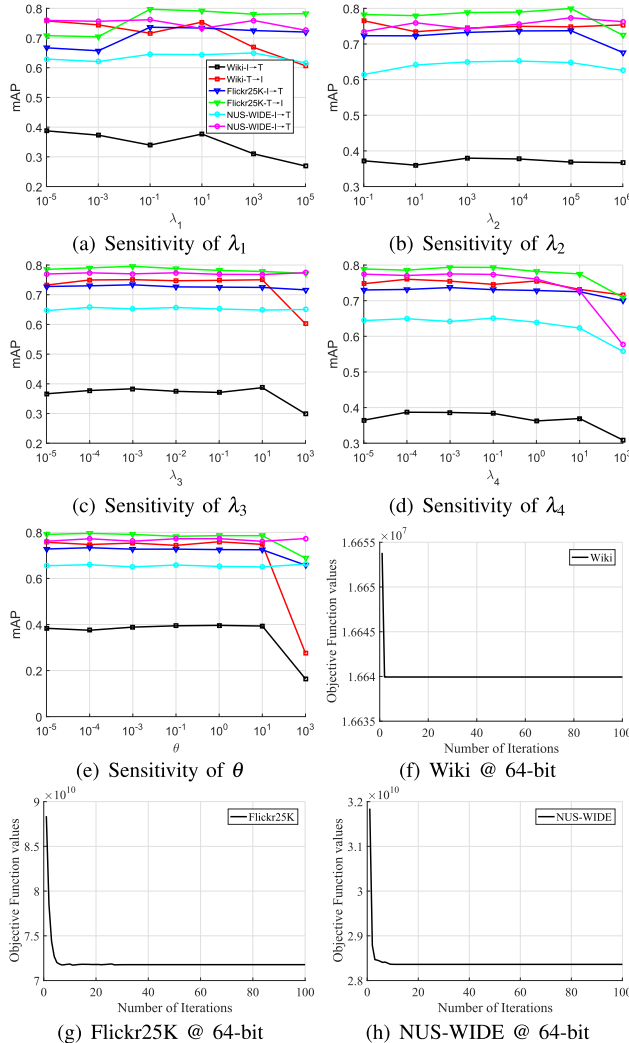 0.8
0.7
0.6
0.5
0.4
0.3
0.2
mAP
Wiki-I→T
Wiki-T→I
Flickr25K-I→T
Flickr25K-T→I
NUS-WIDE-I→T
NUS-WIDE-I→T
10^-5 10^-3 10^-1 10^1 10^3 10^5
λ_1
(a) Sensitivity of λ1
0.8
0.7
0.6
0.5
0.4
0.3
mAP
10^-1 10^1 10^3 10^4 10^5 10^6
λ_2
(b) Sensitivity of λ2
0.8
0.7
0.6
0.5
0.4
0.3
0.2
mAP
10^-5 10^-4 10^-3 10^-2 10^-1 10^1 10^3
λ_3
(c) Sensitivity of λ3
0.8
0.7
0.6
0.5
0.4
0.3
mAP
10^-5 10^-4 10^-3 10^-1 10^0 10^1 10^3
λ_4
(d) Sensitivity of λ4
0.8
0.6
0.4
0.2
0
mAP
10^-5 10^-4 10^-3 10^-2 10^0 10^1 10^3
θ
(e) Sensitivity of θ
×10^7
1.6655
1.665
1.6645
1.664
1.6635
Objective Function values
Wiki
0 20 40 60 80 100
Number of Iterations
(f) Wiki @ 64-bit
×10^10
9
8.5
8
7.5
7
Objective Function values
Flickr25K
0 20 40 60 80 100
Number of Iterations
(g) Flickr25K @ 64-bit
×10^10
3.2
3.1
3
2.9
2.8
Objective Function values
NUS-WIDE
0 20 40 60 80 100
Number of Iterations
(h) NUS-WIDE @ 64-bit